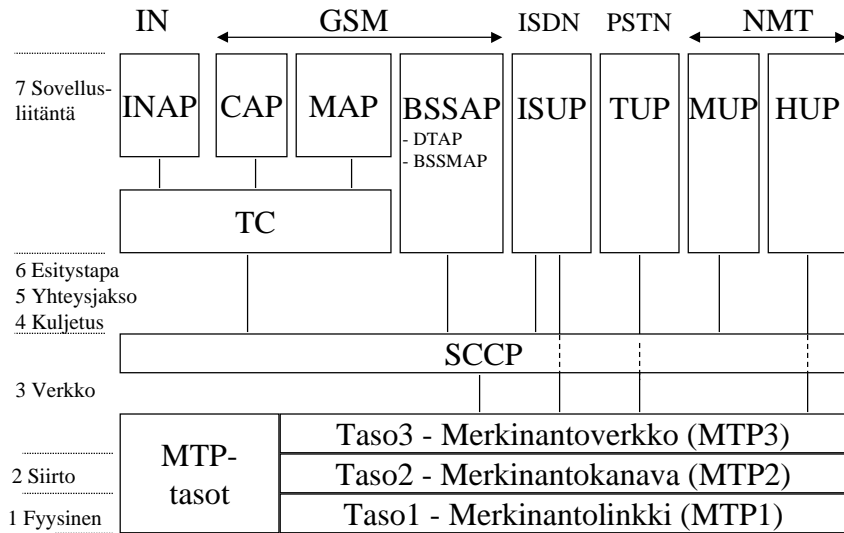 IN GSM ISDN PSTN NMT
7 Sovellus-
liitäntä
INAP CAP MAP BSSAP ISUP TUP MUP HUP
- DTAP
- BSSMAP
TC
6 Esitystapa
5 Yhteysjakso
4 Kuljetus
SCCP
3 Verkko
MTP-
tasot
Taso3 - Merkinantoverkko (MTP3)
2 Siirto
Taso2 - Merkinantokanava (MTP2)
1 Fyysinen
Taso1 - Merkinantolinkki (MTP1)